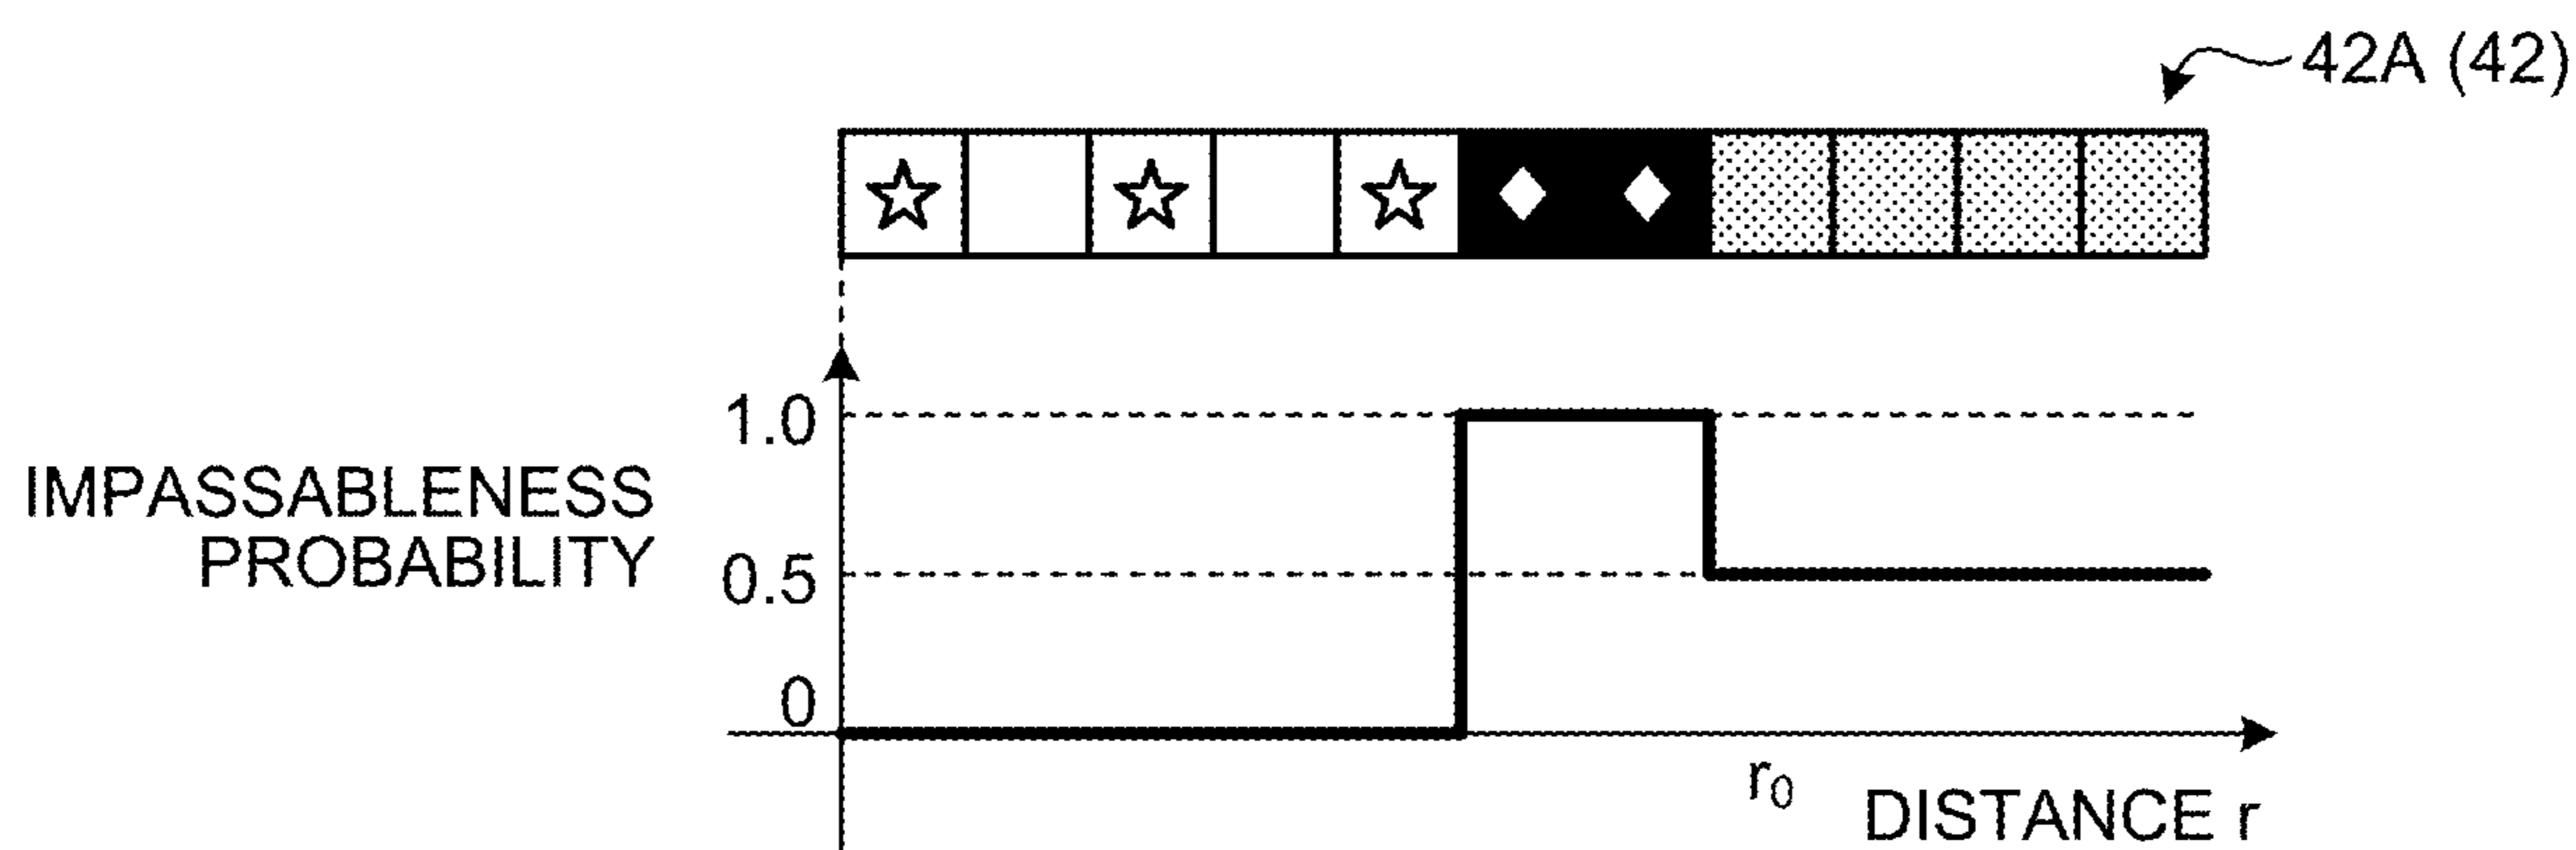 42A (42)
1.0
IMPASSABLENESS
PROBABILITY
0.5
0
r₀
DISTANCE r